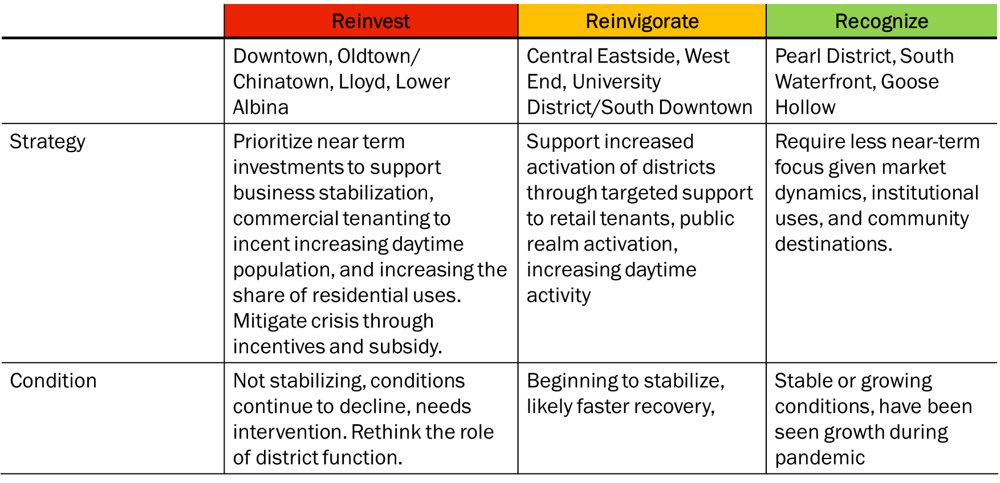 Reinvest
Reinvigorate
Recognize
Downtown, Oldtown/
Chinatown, Lloyd, Lower
Albina
Central Eastside, West
End, University
District/South Downtown
Pearl District, South
Waterfront, Goose
Hollow
Strategy
Prioritize near term
investments to support
business stabilization,
commercial tenanting to
incent increasing daytime
population, and increasing the
share of residential uses.
Mitigate crisis through
incentives and subsidy.
Support increased
activation of districts
through targeted support
to retail tenants, public
realm activation,
increasing daytime
activity
Require less near-term
focus given market
dynamics, institutional
uses, and community
destinations.
Condition
Not stabilizing, conditions
continue to decline, needs
intervention. Rethink the role
of district function.
Beginning to stabilize,
likely faster recovery,
Stable or growing
conditions, have been
seen growth during
pandemic